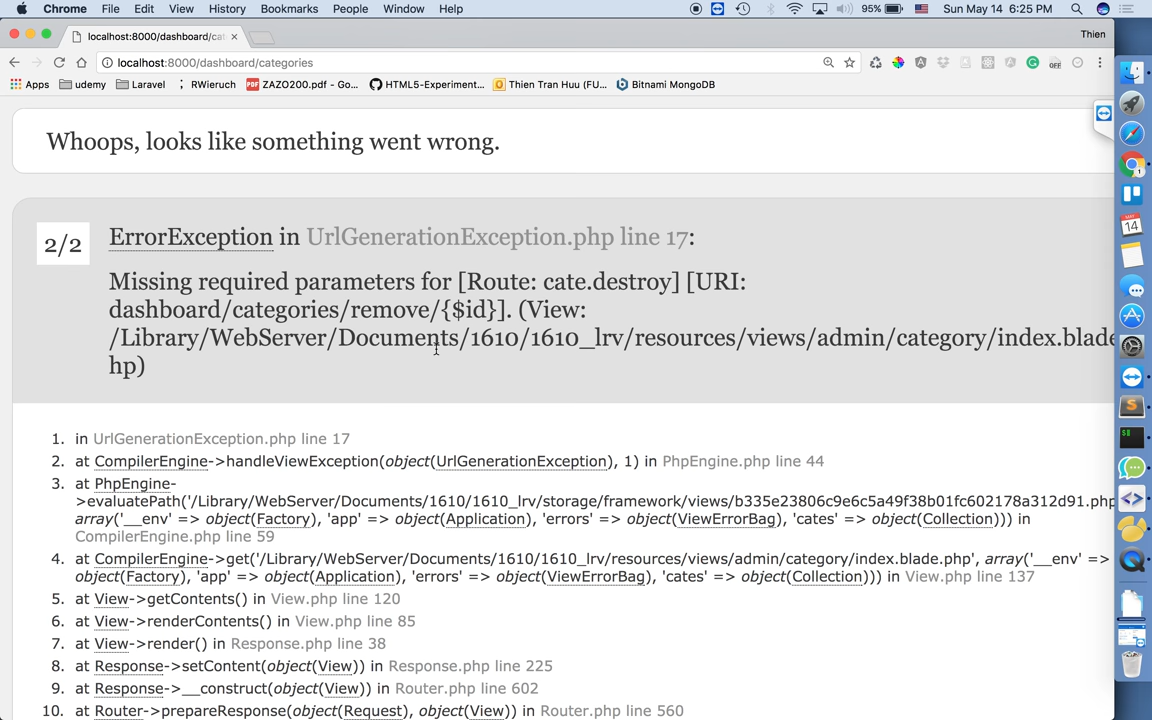 Chrome File Edit View History Bookmarks People Window Help 95% Sun May 14 6:25 PM
localhost:8000/dashboard/cat Thien
localhost:8000/dashboard/categories
Apps udemy Laravel RWieruch ZAZO200.pdf - Go... HTML5-Experiment... Thien Tran Huu (FU... Bitnami MongoDB
Whoops, looks like something went wrong.
2/2 ErrorException in UrlGenerationException.php line 17:
Missing required parameters for [Route: cate.destroy] [URI:
dashboard/categories/remove/{$id}]. (View:
/Library/WebServer/Documents/1610/1610_lrv/resources/views/admin/category/index.blade
hp)
1. in UrlGenerationException.php line 17
2. at CompilerEngine->handleViewException(object(UrlGenerationException), 1) in PhpEngine.php line 44
3. at PhpEngine-
>evaluatePath('/Library/WebServer/Documents/1610/1610_lrv/storage/framework/views/b335e23806c9e6c5a49f38b01fc602178a312d91.php
array('__env' => object(Factory), 'app' => object(Application), 'errors' => object(ViewErrorBag), 'cates' => object(Collection))) in
CompilerEngine.php line 59
4. at CompilerEngine->get('/Library/WebServer/Documents/1610/1610_lrv/resources/views/admin/category/index.blade.php', array('__env' =>
object(Factory), 'app' => object(Application), 'errors' => object(ViewErrorBag), 'cates' => object(Collection))) in View.php line 137
5. at View->getContents() in View.php line 120
6. at View->renderContents() in View.php line 85
7. at View->render() in Response.php line 38
8. at Response->setContent(object(View)) in Response.php line 225
9. at Response->__construct(object(View)) in Router.php line 602
10. at Router->prepareResponse(object(Request), object(View)) in Router.php line 560